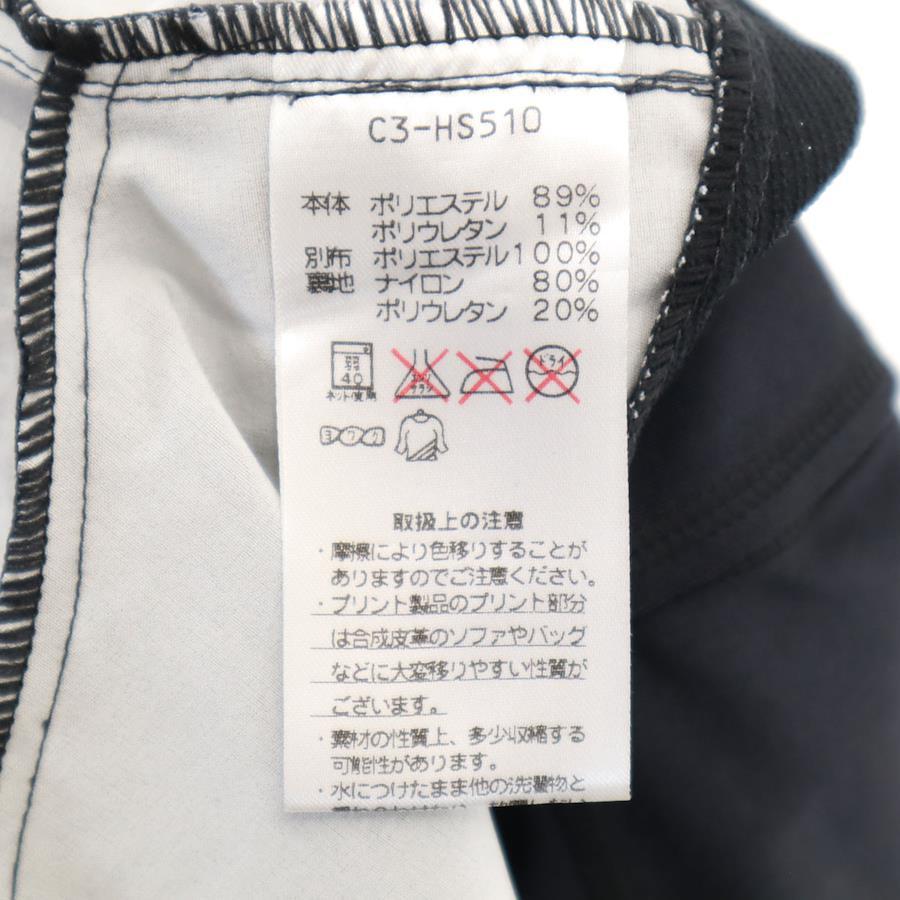 C3-HS510
本体 ポリエステル 89%
ポリウレタン 11%
別布 ポリエステル 100%
裏地 ナイロン 80%
ポリウレタン 20%
弱
40
ネット使用
エンソ
サラシ
ドライ
ヨワク
取扱上の注意
・摩擦により色移りすることが
ありますのでご注意ください。
・プリント製品のプリント部分
は合成皮革のソファやバッグ
などに大変移りやすい性質が
ございます。
・素材の性質上、多少収縮する
可能性があります。
・水につけたまま他の洗濯物と